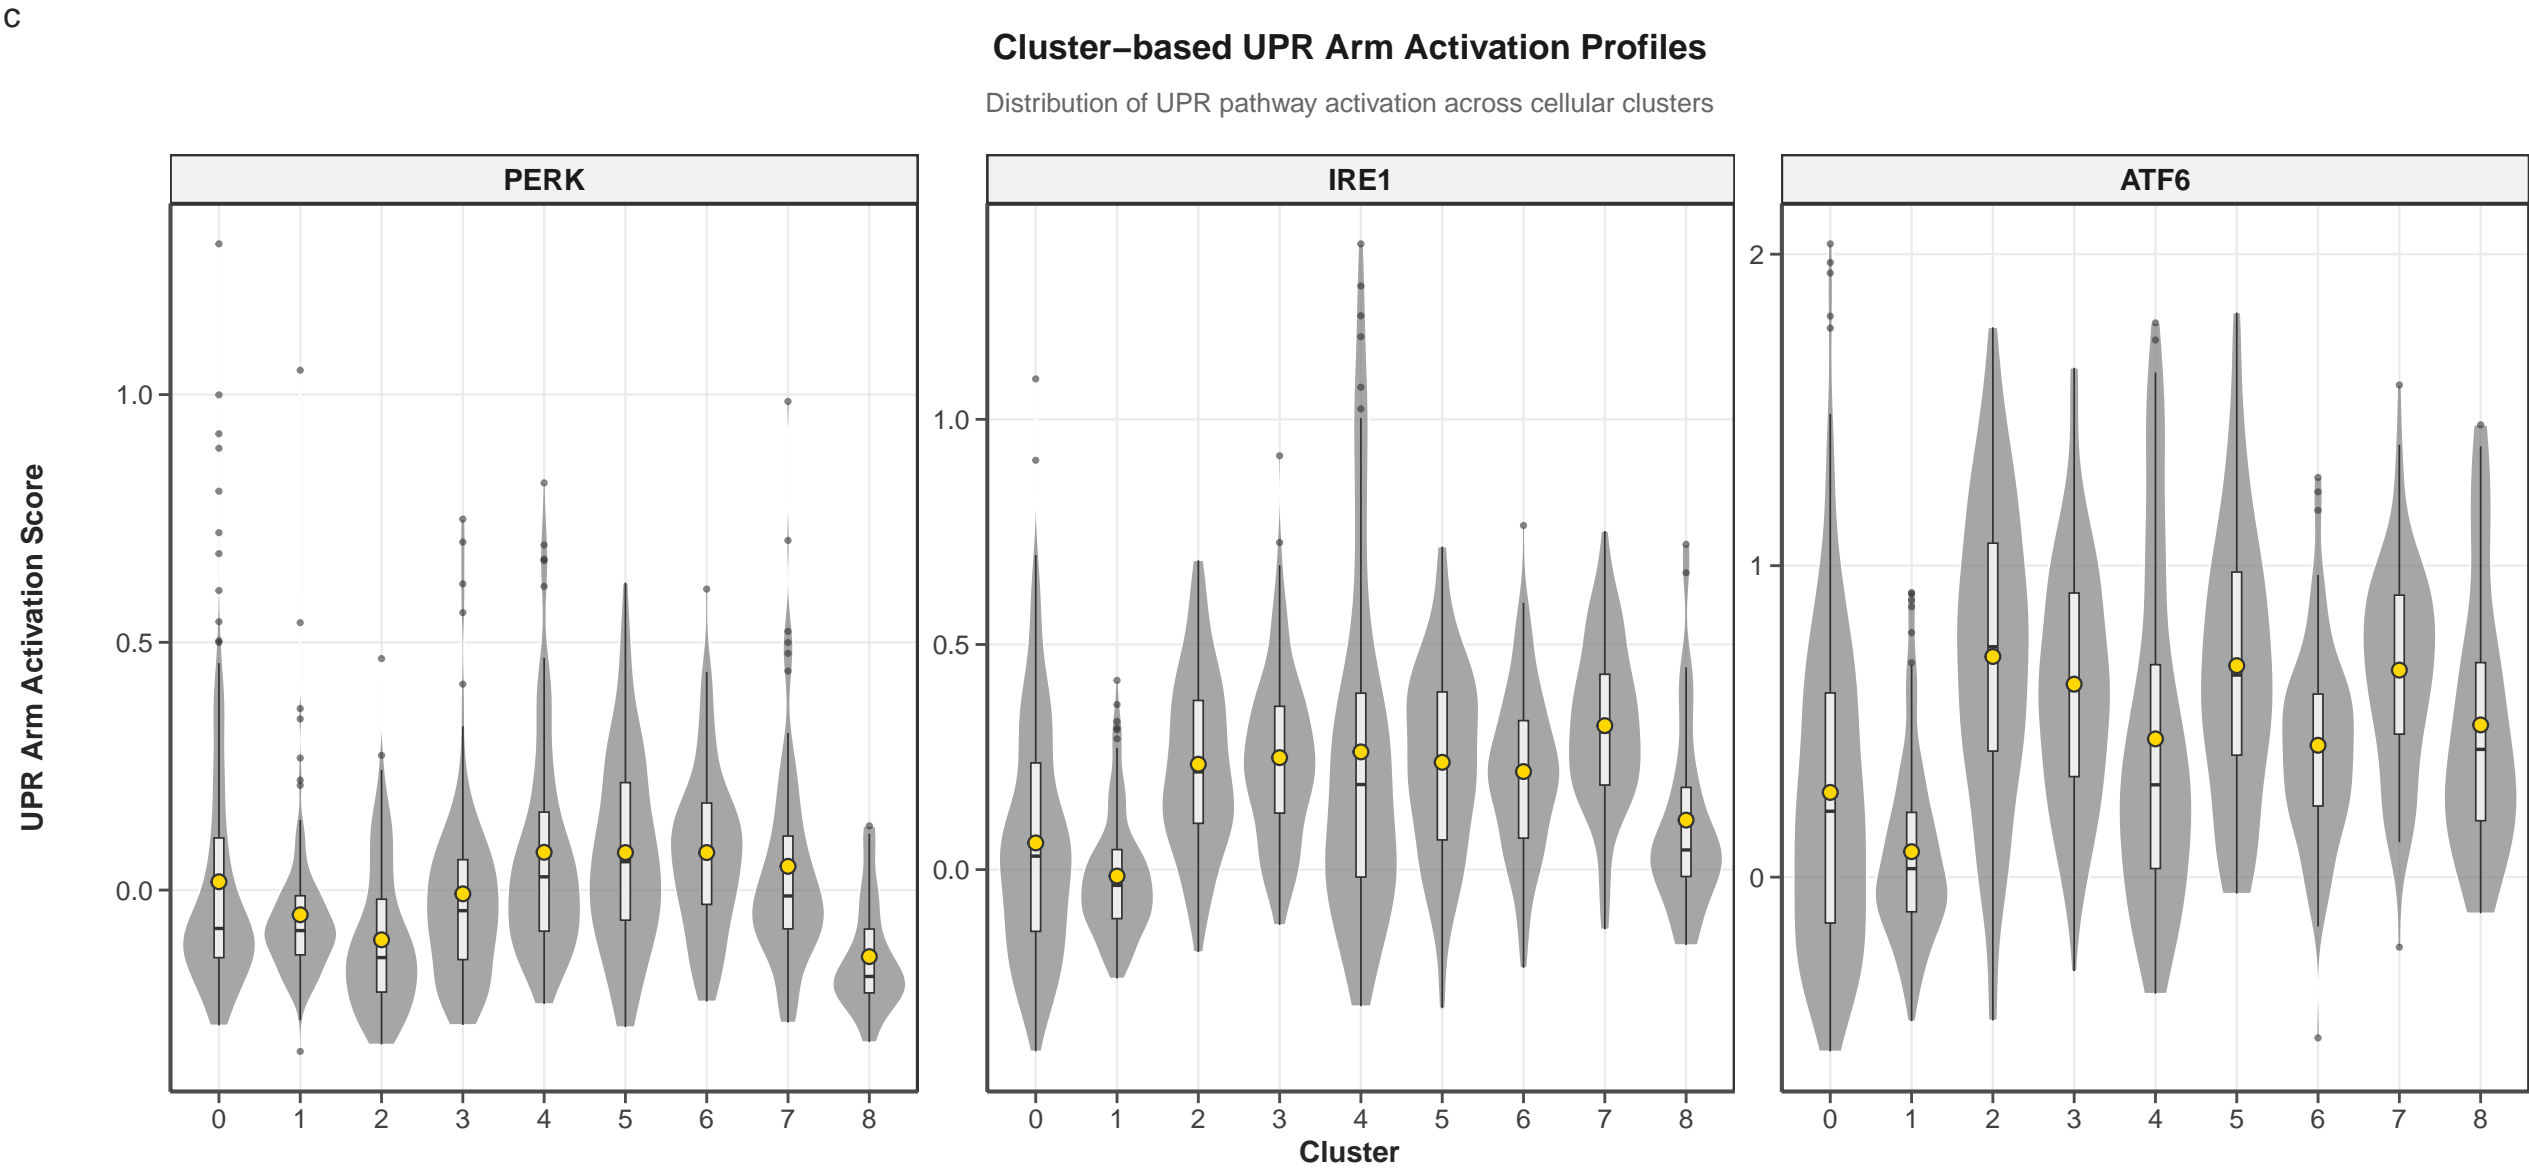 c
Cluster–based UPR Arm Activation Profiles
Distribution of UPR pathway activation across cellular clusters
PERK
IRE1
ATF6
UPR Arm Activation Score
1.0
0.5
0.0
1.0
0.5
0.0
2
1
0
0 1 2 3 4 5 6 7 8
0 1 2 3 4 5 6 7 8
0 1 2 3 4 5 6 7 8
Cluster